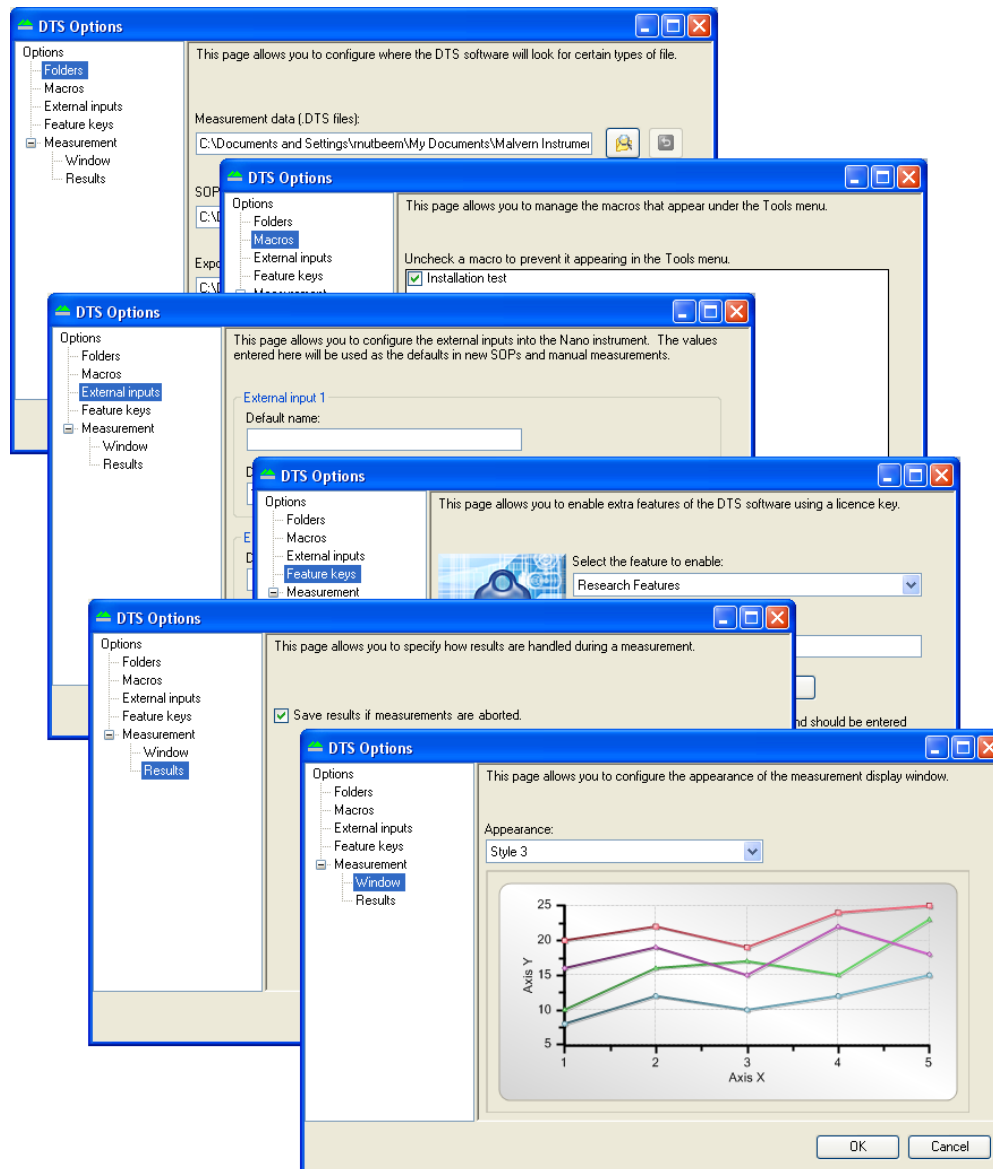 DTS Options
Options
Folders
Macros
External inputs
Feature keys
Measurement
Window
Results
This page allows you to configure where the DTS software will look for certain types of file.
Measurement data (.DTS files):
C:\Documents and Settings\rnutbeem\My Documents\Malvern
SOP
DTS Options
Options
Folders
Macros
External inputs
Feature keys
This page allows you to manage the macros that appear under the Tools menu.
Uncheck a macro to prevent it appearing in the Tools menu.
Installation test
DTS Options
Options
Folders
Macros
External inputs
Feature keys
Measurement
Window
Results
This page allows you to configure the external inputs into the Nano instrument. The values
entered here will be used as the defaults in new SOPs and manual measurements.
External input 1
Default name:
DTS Options
Options
Folders
Macros
External inputs
Feature keys
Measurement
This page allows you to enable extra features of the DTS software using a licence key.
Select the feature to enable:
Research Features
should be entered
DTS Options
Options
Folders
Macros
External inputs
Feature keys
Measurement
Window
Results
This page allows you to specify how results are handled during a measurement.
Save results if measurements are aborted.
DTS Options
Options
Folders
Macros
External inputs
Feature keys
Measurement
Window
Results
This page allows you to configure the appearance of the measurement display window.
Appearance:
Style 3
25
20
15
10
5
Axis Y
1 2 3 4 5
Axis X
OK Cancel